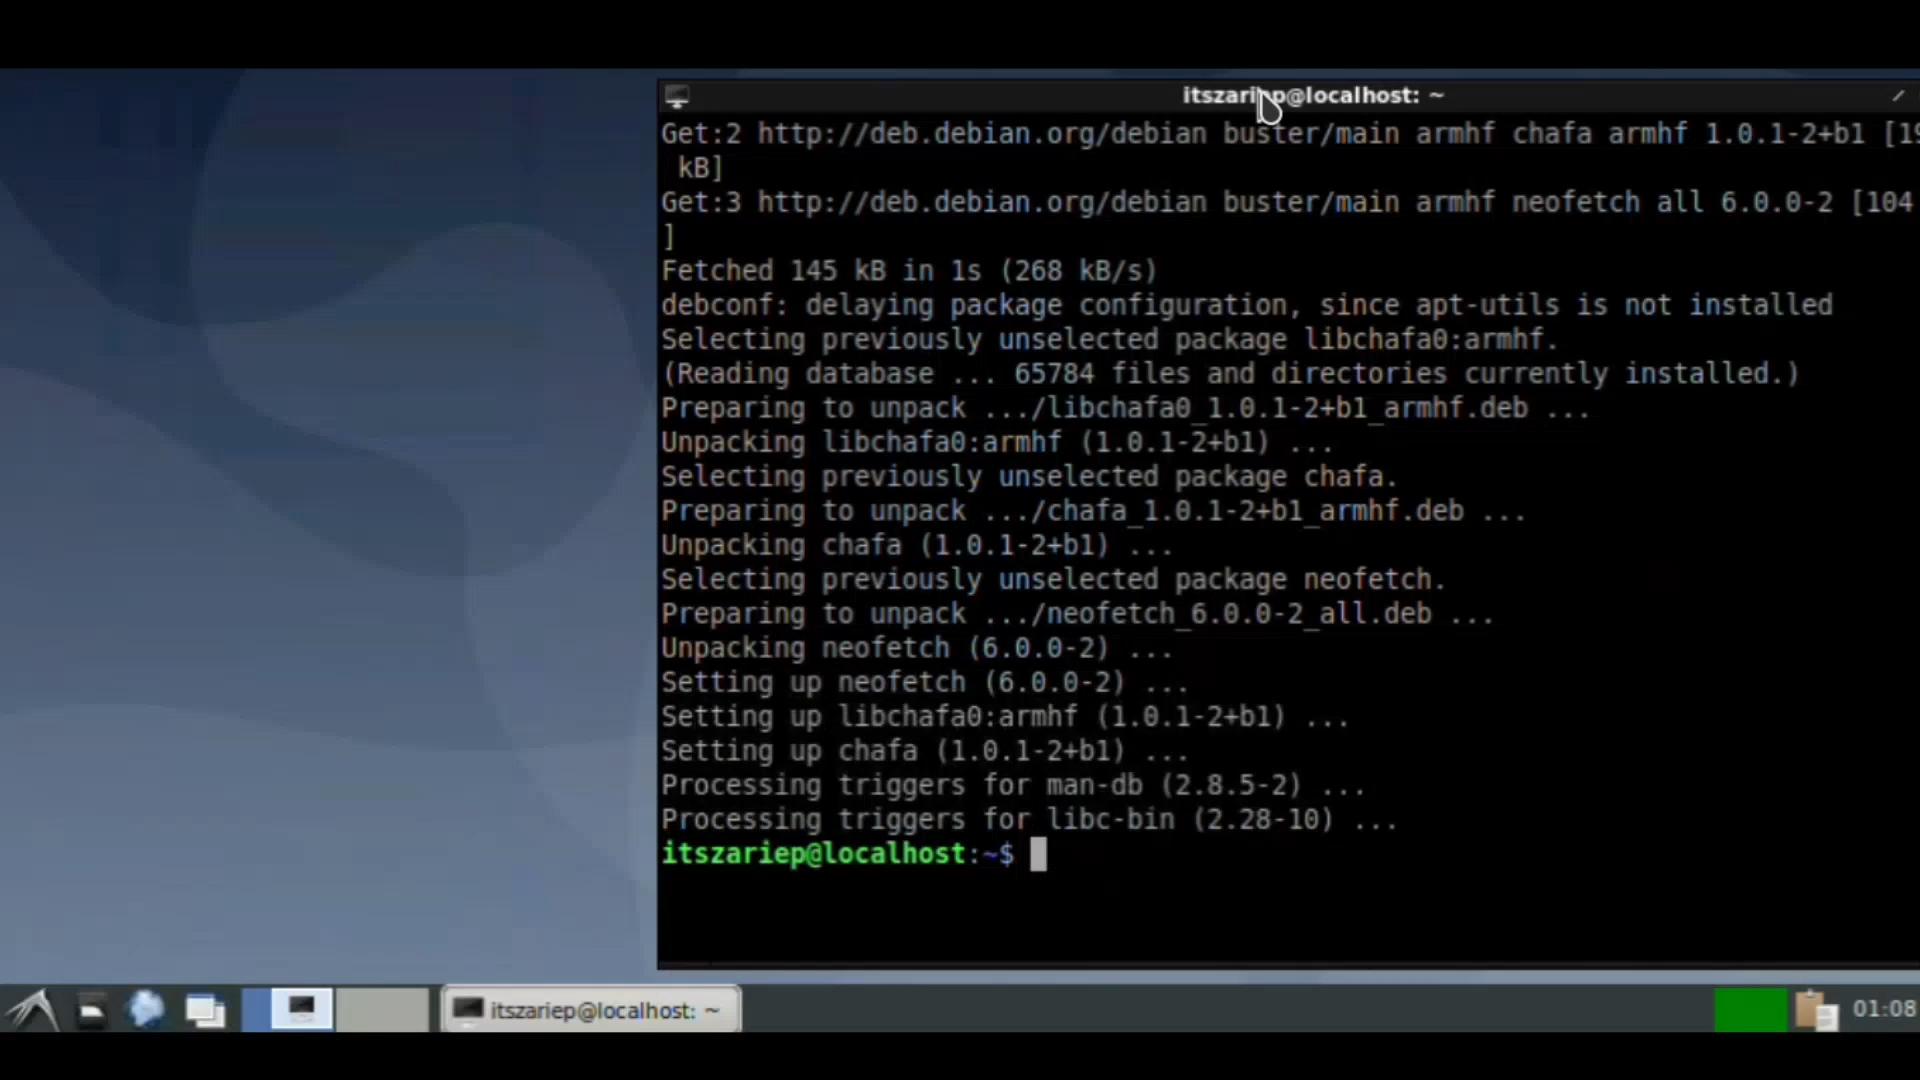 itszariep@localhost: ~
Get:2 http://deb.debian.org/debian buster/main armhf chafa armhf 1.0.1-2+b1 [19
kB]
Get:3 http://deb.debian.org/debian buster/main armhf neofetch all 6.0.0-2 [104
]
Fetched 145 kB in 1s (268 kB/s)
debconf: delaying package configuration, since apt-utils is not installed
Selecting previously unselected package libchafa0:armhf.
(Reading database ... 65784 files and directories currently installed.)
Preparing to unpack .../libchafa0_1.0.1-2+b1_armhf.deb ...
Unpacking libchafa0:armhf (1.0.1-2+b1) ...
Selecting previously unselected package chafa.
Preparing to unpack .../chafa_1.0.1-2+b1_armhf.deb ...
Unpacking chafa (1.0.1-2+b1) ...
Selecting previously unselected package neofetch.
Preparing to unpack .../neofetch_6.0.0-2_all.deb ...
Unpacking neofetch (6.0.0-2) ...
Setting up neofetch (6.0.0-2) ...
Setting up libchafa0:armhf (1.0.1-2+b1) ...
Setting up chafa (1.0.1-2+b1) ...
Processing triggers for man-db (2.8.5-2) ...
Processing triggers for libc-bin (2.28-10) ...
itszariep@localhost:~$
itszariep@localhost: ~
01:08